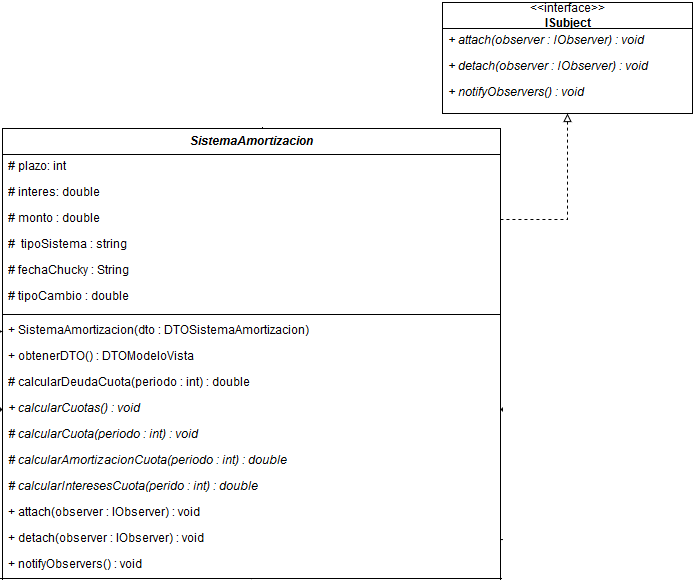 <<interface>>
ISubject
+ attach(observer : IObserver) : void
+ detach(observer : IObserver) : void
+ notifyObservers() : void
SistemaAmortizacion
# plazo: int
# interes: double
# monto : double
# tipoSistema : string
# fechaChucky : String
# tipoCambio : double
+ SistemaAmortizacion(dto : DTOSistemaAmortizacion)
+ obtenerDTO() : DTOModeloVista
# calcularDeudaCuota(periodo : int) : double
+ calcularCuotas() : void
# calcularCuota(periodo : int) : void
# calcularAmortizacionCuota(periodo : int) : double
# calcularInteresesCuota(perido : int) : double
+ attach(observer : IObserver) : void
+ detach(observer : IObserver) : void
+ notifyObservers() : void